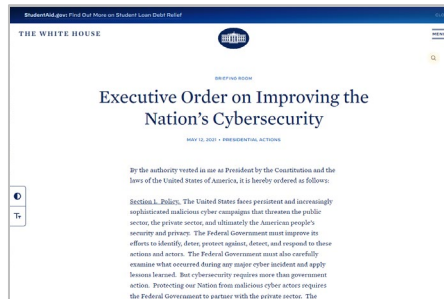 StudentAid.gov: Find Out More on Student Loan Debt Relief
THE WHITE HOUSE
MENU
BRIEFING ROOM
Executive Order on Improving the
Nation's Cybersecurity
MAY 12, 2021 • PRESIDENTIAL ACTIONS
By the authority vested in me as President by the Constitution and the
laws of the United States of America, it is hereby ordered as follows:
Section 1. Policy. The United States faces persistent and increasingly
sophisticated malicious cyber campaigns that threaten the public
sector, the private sector, and ultimately the American people's
security and privacy. The Federal Government must improve its
efforts to identify, deter, protect against, detect, and respond to these
actions and actors. The Federal Government must also carefully
examine what occurred during any major cyber incident and apply
lessons learned. But cybersecurity requires more than government
action. Protecting our Nation from malicious cyber actors requires
the Federal Government to partner with the private sector. The